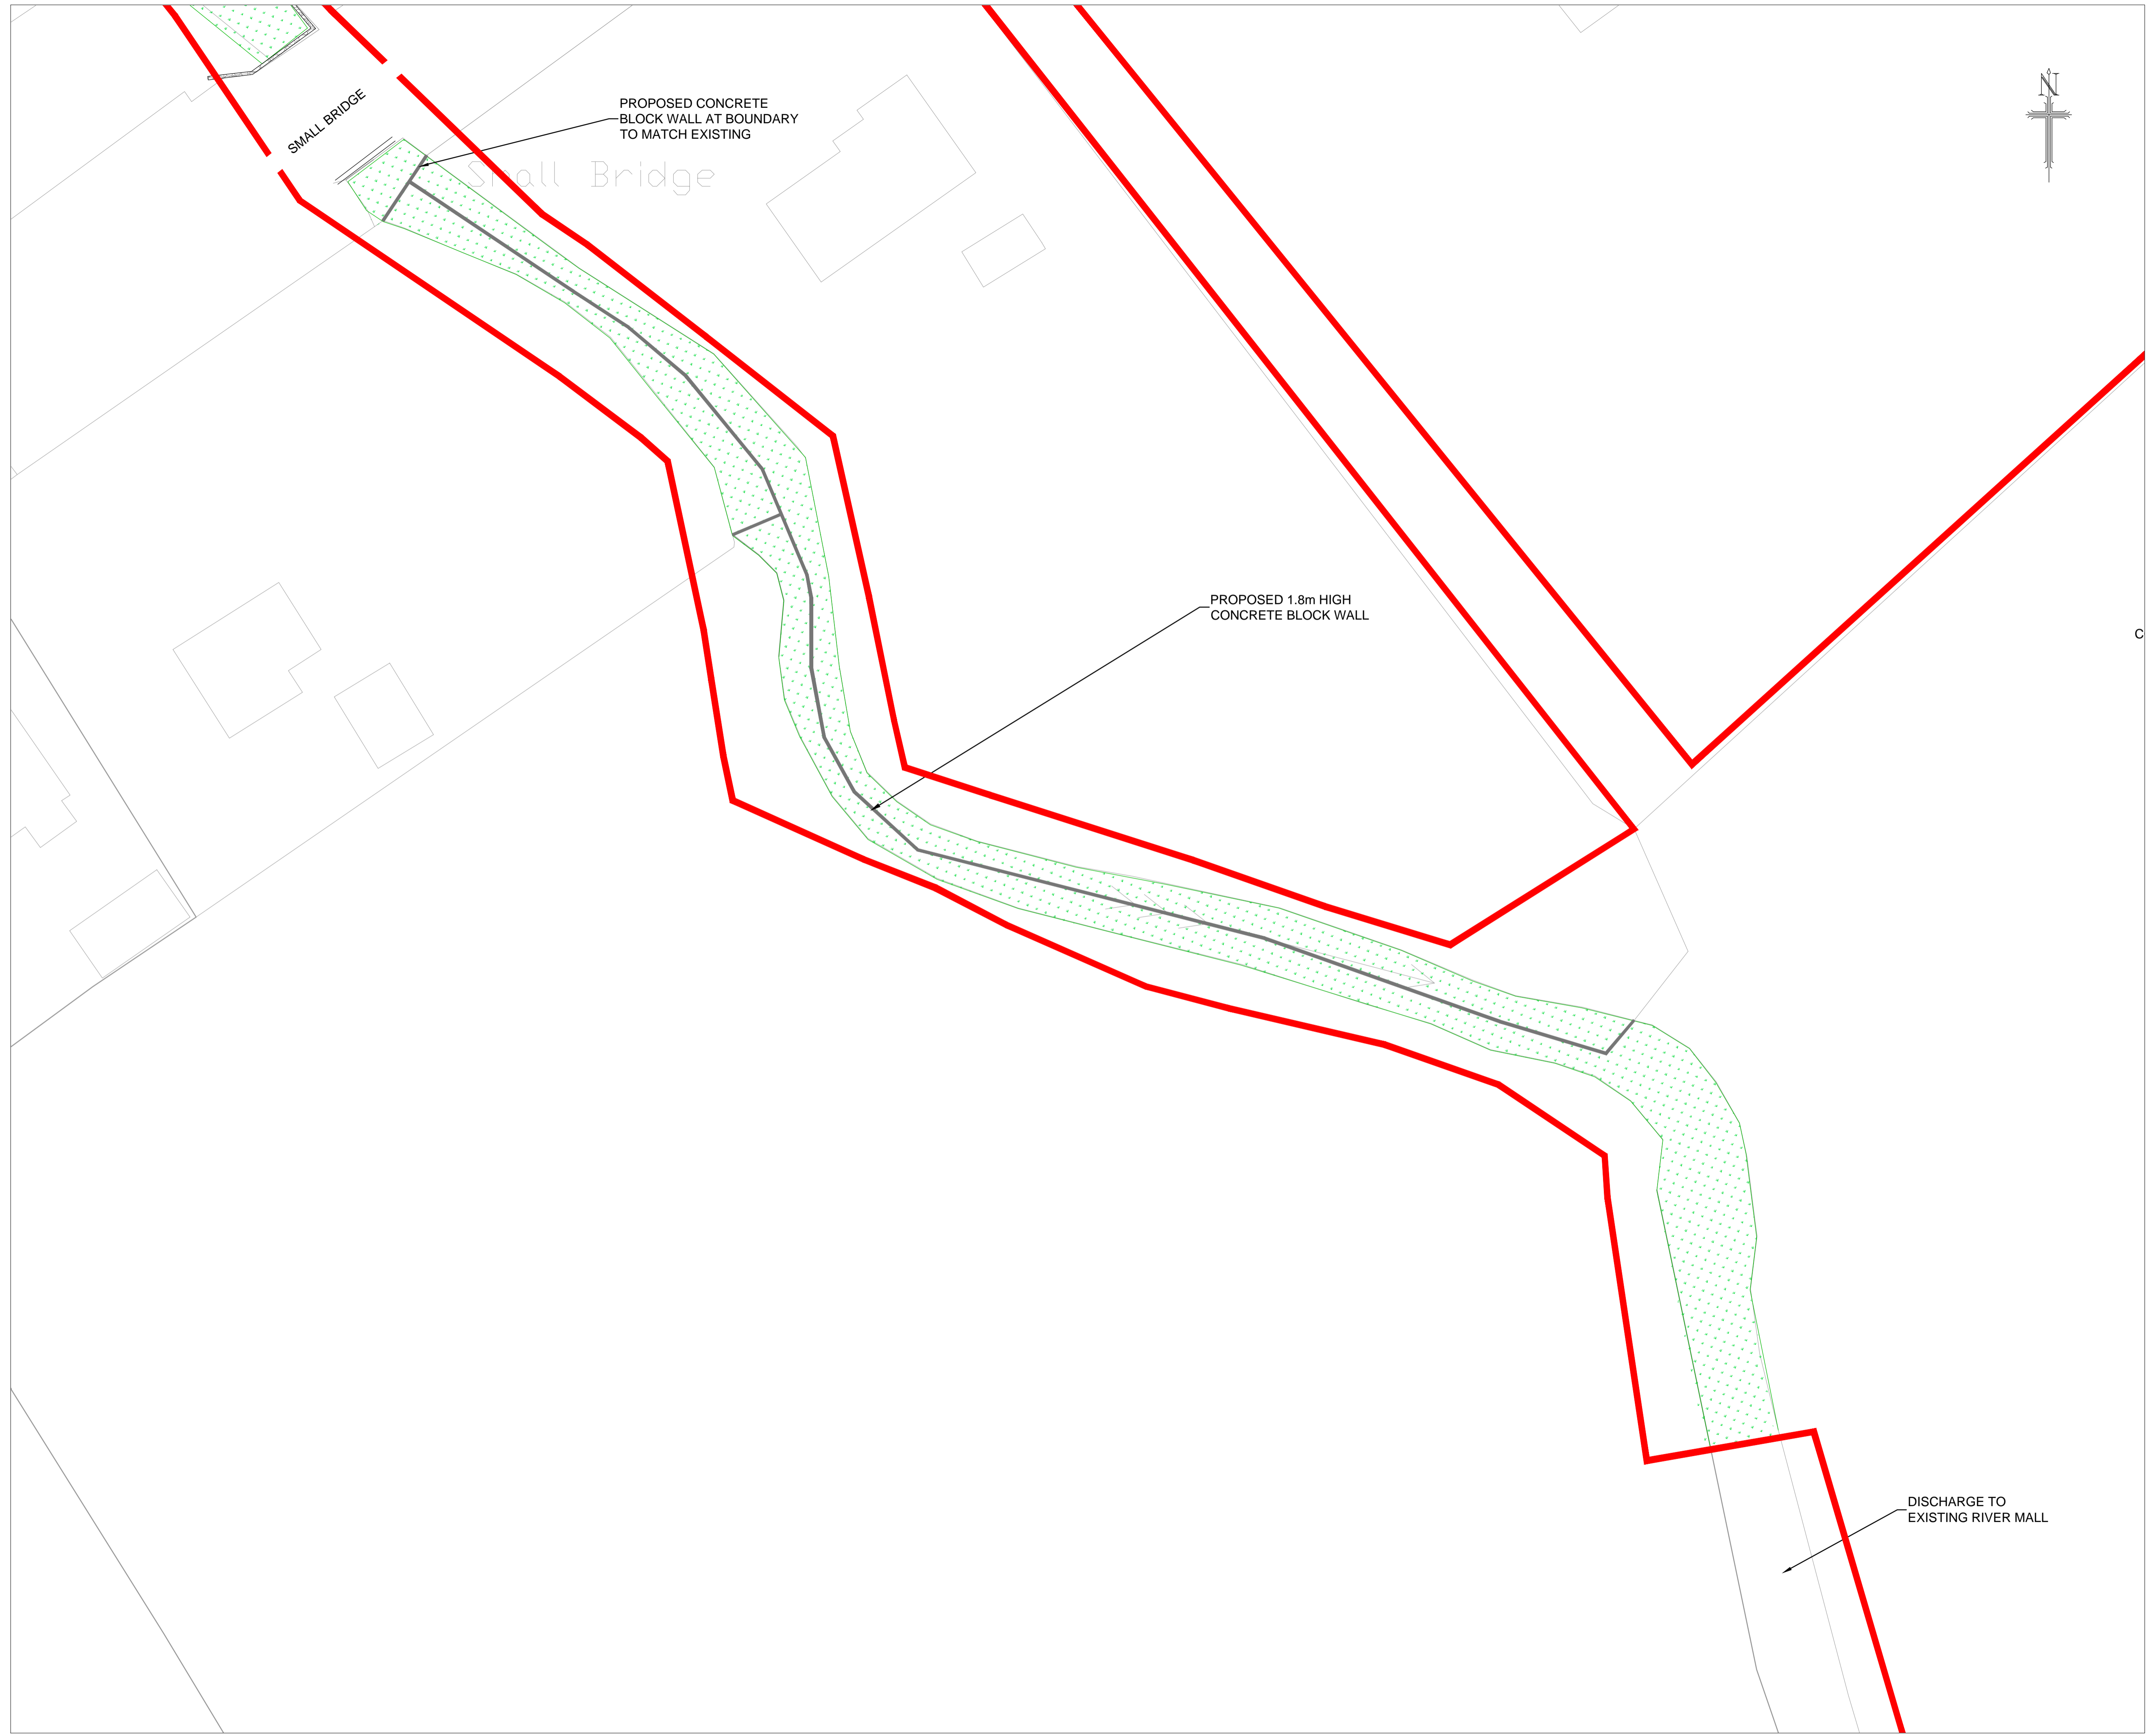 N
SMALL BRIDGE
PROPOSED CONCRETE
BLOCK WALL AT BOUNDARY
TO MATCH EXISTING
Small Bridge
PROPOSED 1.8m HIGH
CONCRETE BLOCK WALL
C
DISCHARGE TO
EXISTING RIVER MALL